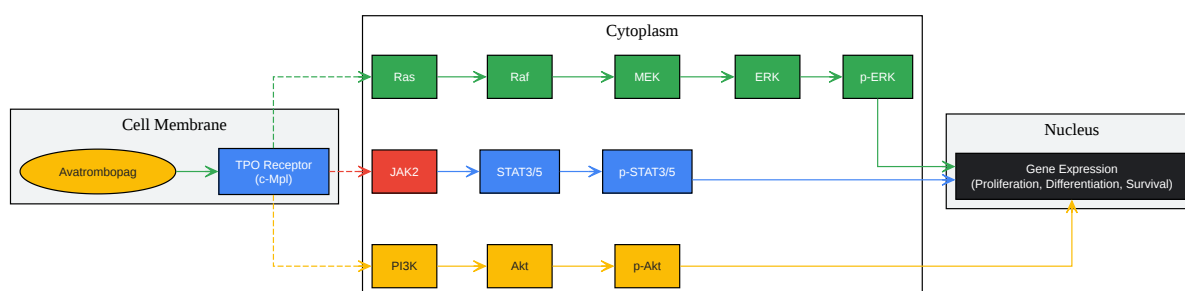 Cytoplasm
Ras
Raf
MEK
ERK
p-ERK
Cell Membrane
Avatrombopag
TPO Receptor
(c-Mpl)
JAK2
STAT3/5
p-STAT3/5
Nucleus
Gene Expression
(Proliferation, Differentiation, Survival)
PI3K
Akt
p-Akt